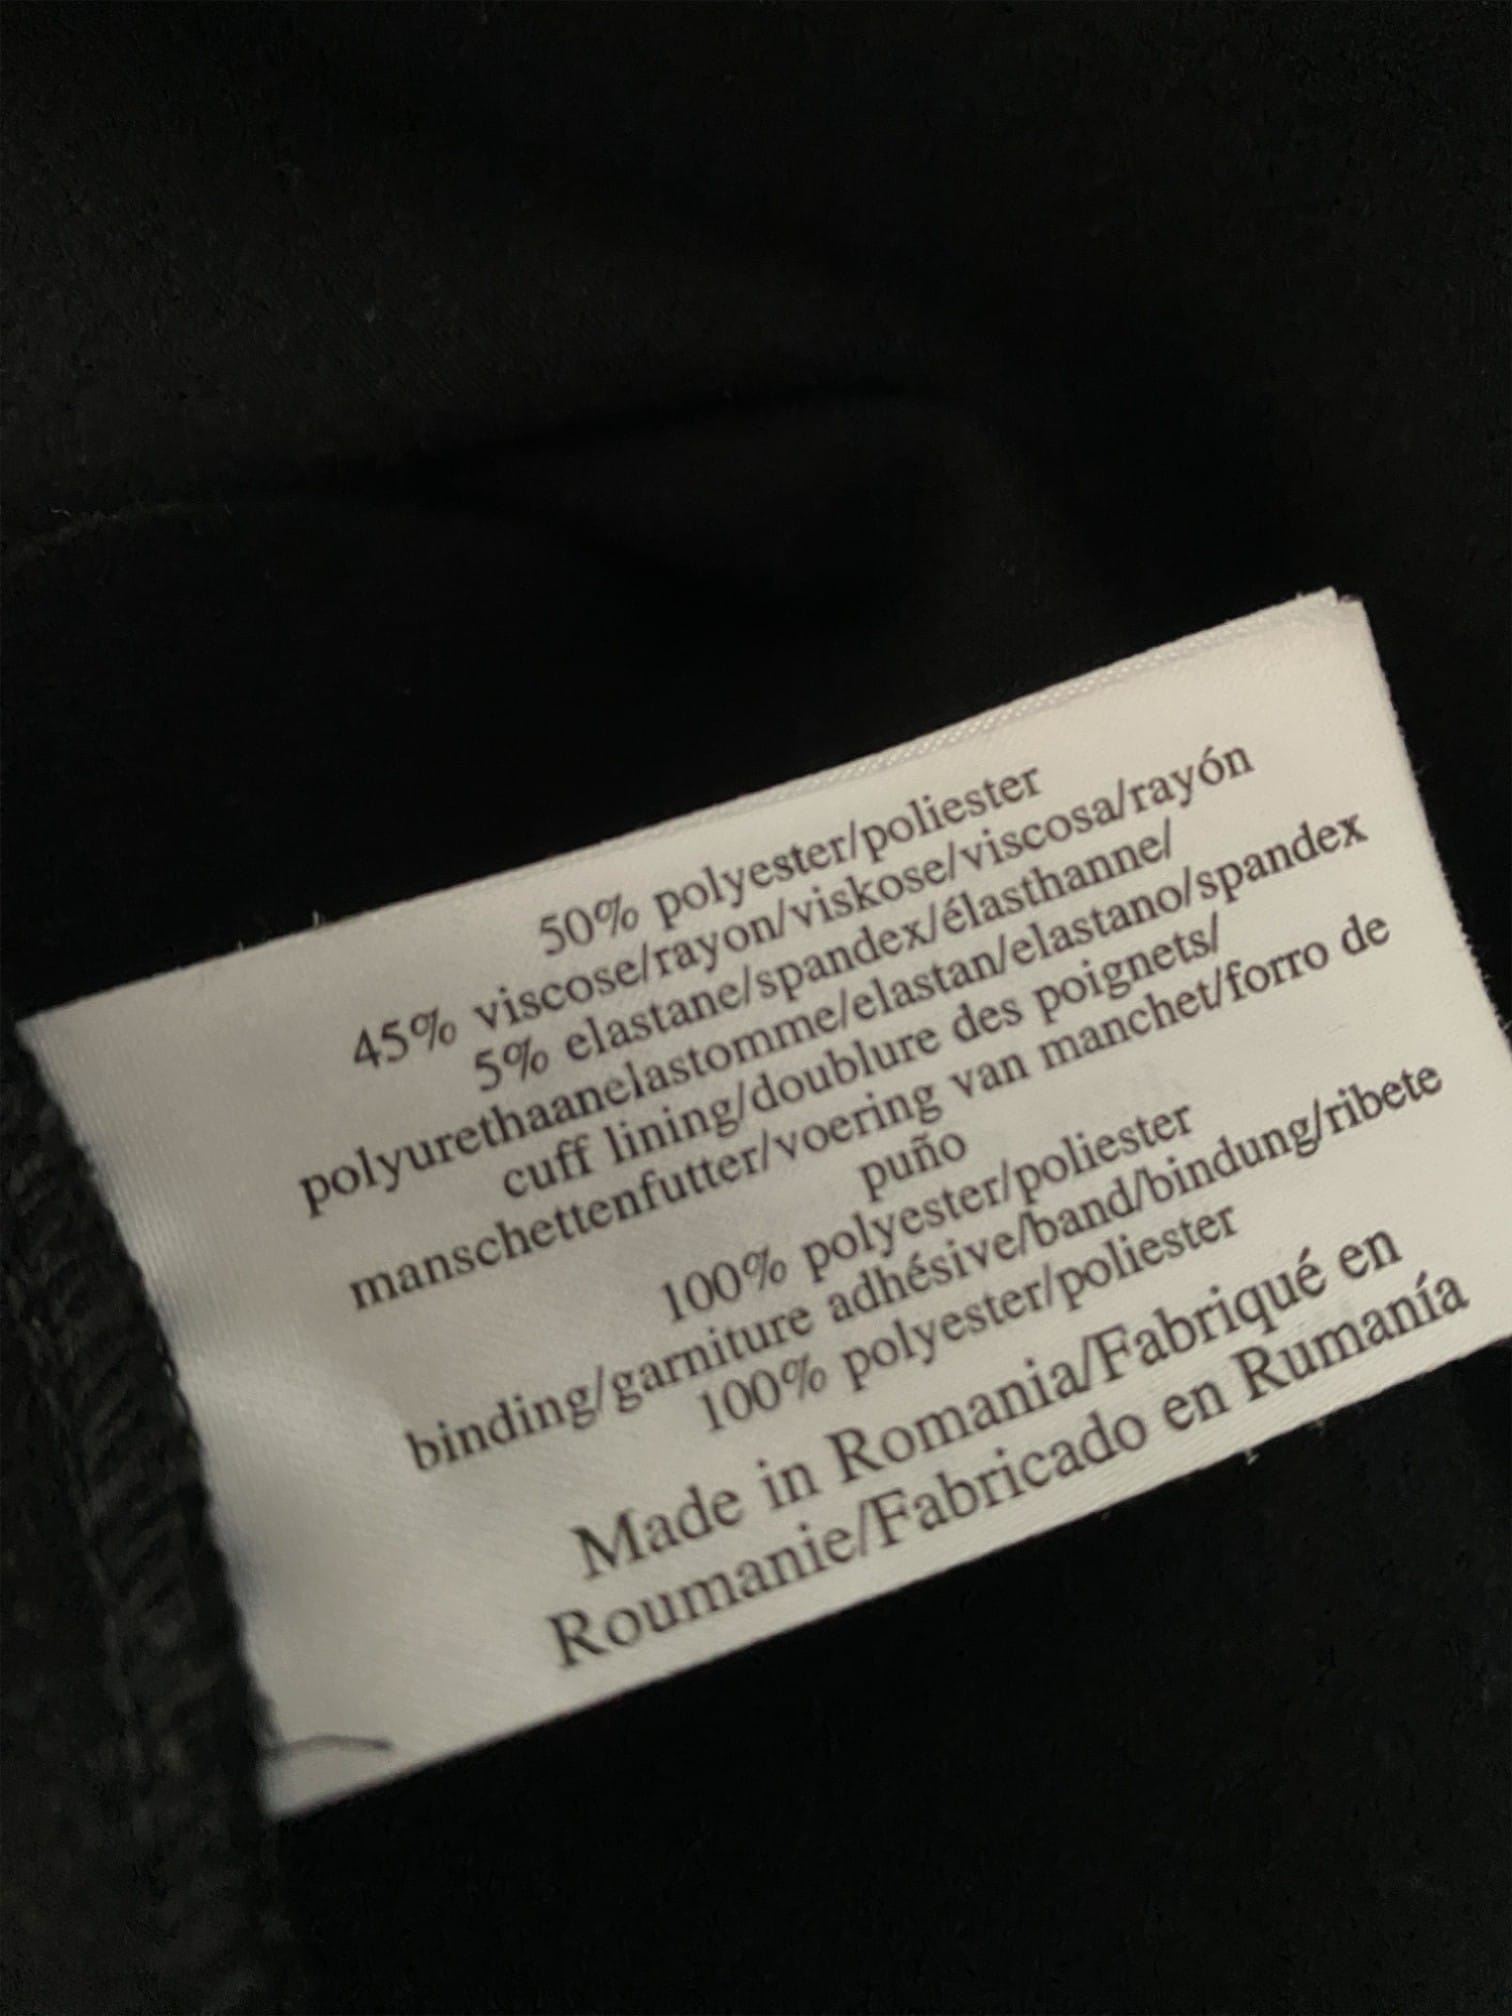 50% polyester/poliester
45% viscose/rayon/viskose/viscosa/rayón
5% elastane/spandex/élasthanne/
polyurethaanelastomme/elastan/elastano/spandex
cuff lining/doublure des poignets/
manschettenfutter/voering van manchet/forro de
puño
100% polyester/poliester
binding/garniture adhésive/band/bindung/ribete
100% polyester/poliester
Made in Romania/Fabriqué en
Roumanie/Fabricado en Rumanía